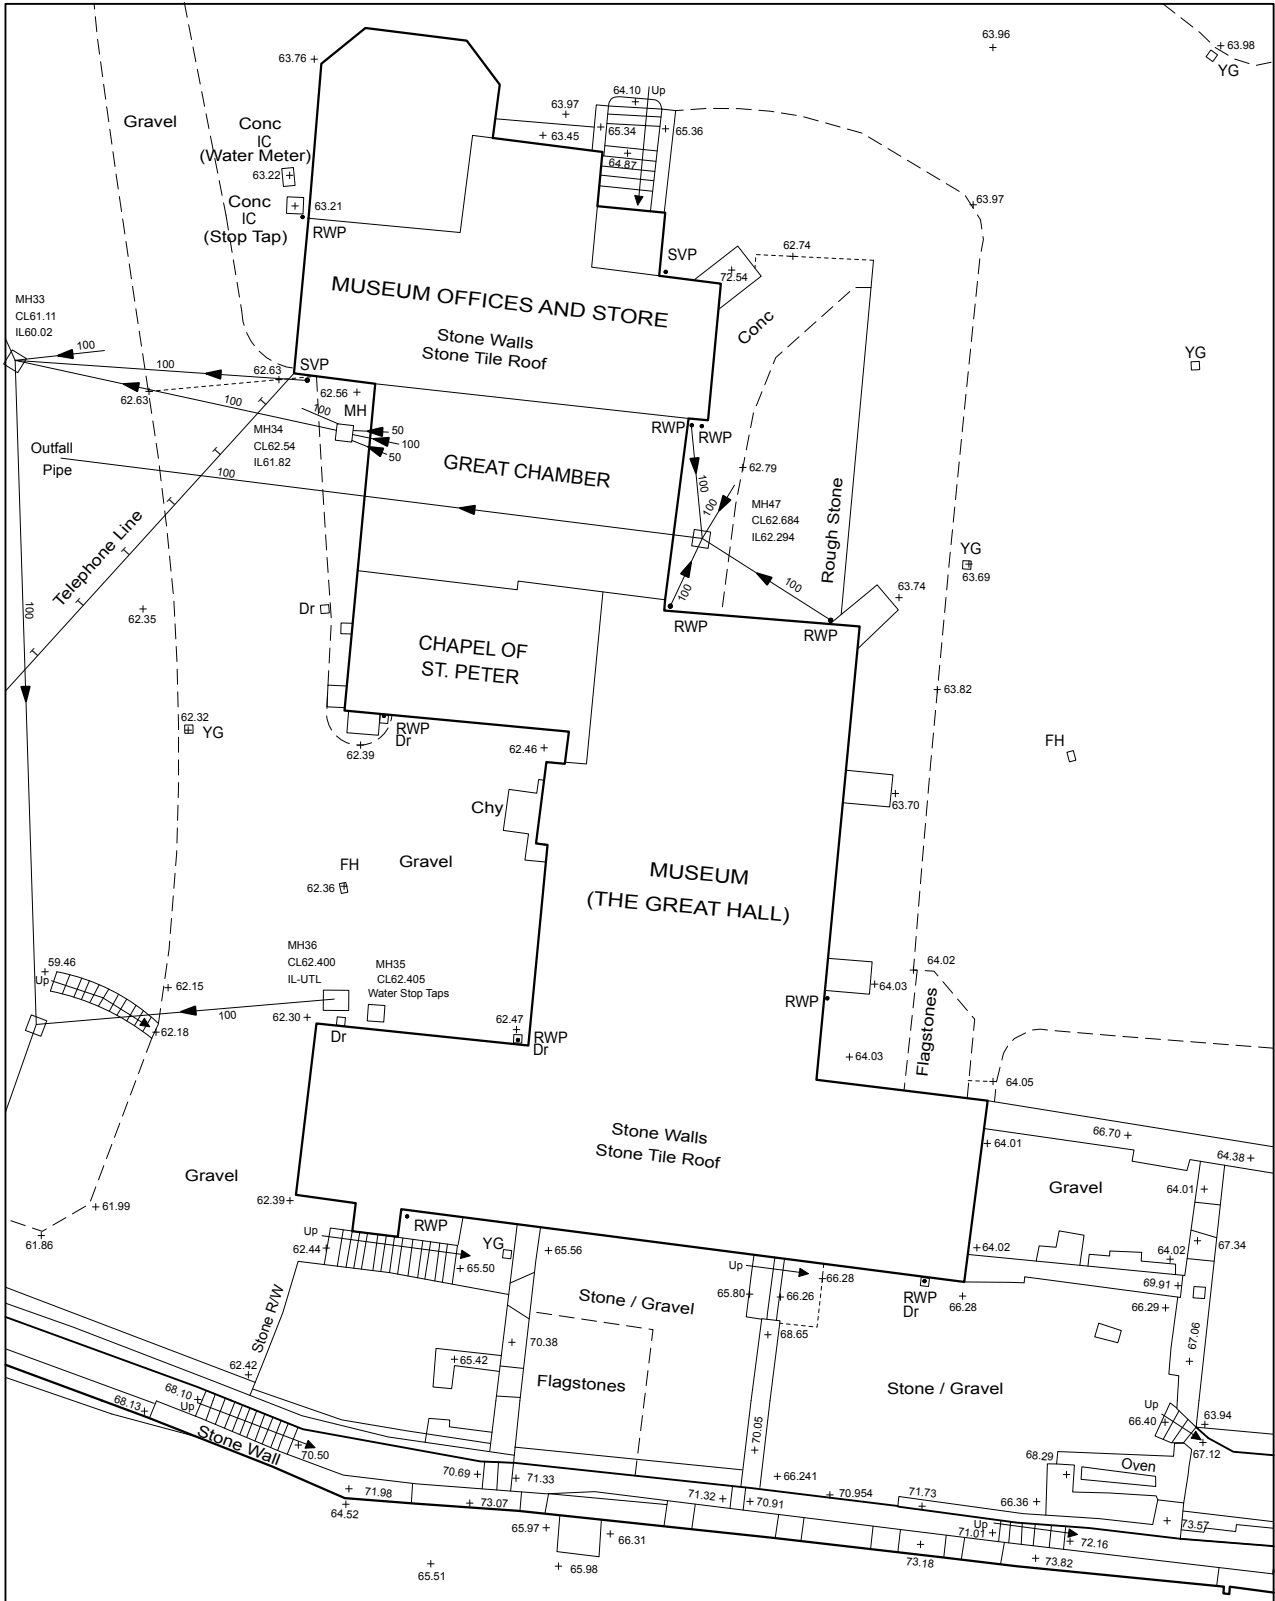 63.96
63.98
YG
63.76
Gravel
Conc
IC
(Water Meter)
63.22
Conc
IC
(Stop Tap)
63.21
RWP
64.10
Up
63.97
63.45
65.34
65.36
64.87
63.97
SVP
72.54
62.74
Conc
MUSEUM OFFICES AND STORE
Stone Walls
Stone Tile Roof
MH33
CL61.11
IL60.02
100
100
SVP
62.63
62.63
100
62.56
MH
100
50
100
50
MH34
CL62.54
IL61.82
Outfall
Pipe
100
GREAT CHAMBER
RWP
RWP
100
100
62.79
MH47
CL62.684
IL62.294
Rough Stone
YG
YG
63.69
100
100
63.74
RWP
RWP
Telephone Line
T
T
T
T
T
T
100
62.35
Dr
CHAPEL OF
ST. PETER
63.82
62.32
YG
RWP
Dr
62.39
62.46
FH
63.70
Chy
Gravel
FH
62.36
MUSEUM
(THE GREAT HALL)
59.46
Up
62.15
62.18
100
MH36
CL62.400
IL-UTL
MH35
CL62.405
Water Stop Taps
62.30
Dr
62.47
RWP
Dr
64.02
64.03
RWP
64.03
Flagstones
64.05
Stone Walls
Stone Tile Roof
66.70
64.38
64.01
64.01
Gravel
Gravel
61.99
61.86
62.39
RWP
Up
62.44
65.50
YG
65.56
64.02
64.02
67.34
69.91
Up
66.28
65.80
66.26
RWP
Dr
66.28
66.29
67.06
Stone / Gravel
Stone R/W
68.65
70.38
62.42
65.42
Flagstones
Stone / Gravel
68.10
68.13
Up
70.50
Stone Wall
70.05
Up
66.40
63.94
67.12
68.29
Oven
70.69
71.33
66.241
71.98
73.07
71.32
70.91
70.954
71.73
66.36
73.57
64.52
65.97
66.31
Up
71.01
72.16
73.18
73.82
65.51
65.98